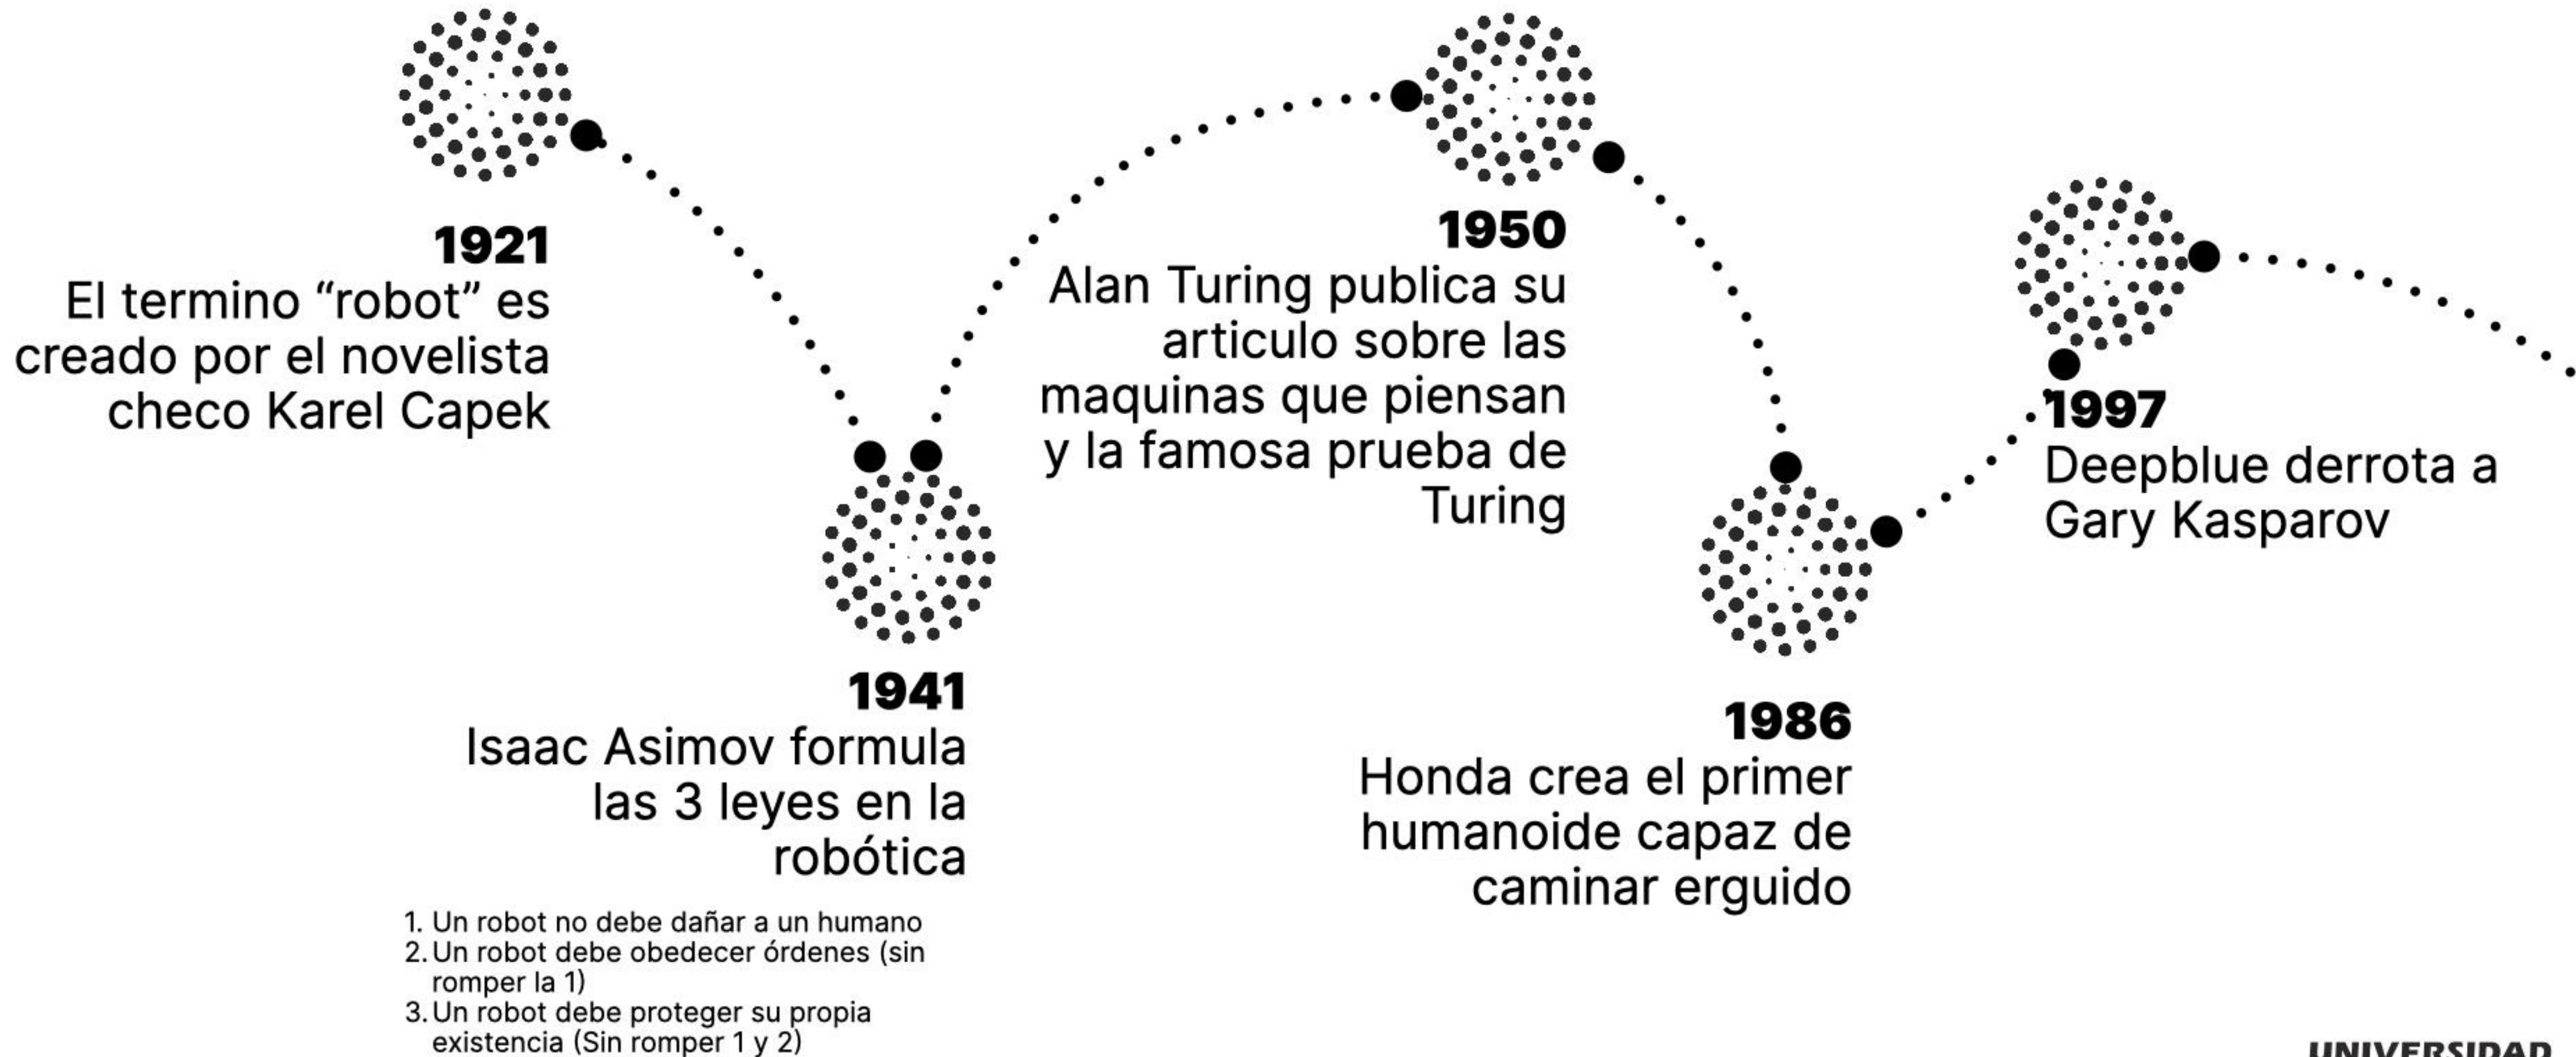 1921
El termino “robot” es
creado por el novelista
checo Karel Capek
1941
Isaac Asimov formula
las 3 leyes en la
robótica
1. Un robot no debe dañar a un humano
2. Un robot debe obedecer órdenes (sin
romper la 1)
3. Un robot debe proteger su propia
existencia (Sin romper 1 y 2)
1950
Alan Turing publica su
articulo sobre las
maquinas que piensan
y la famosa prueba de
Turing
1986
Honda crea el primer
humanoide capaz de
caminar erguido
1997
Deepblue derrota a
Gary Kasparov
UNIVERSIDAD